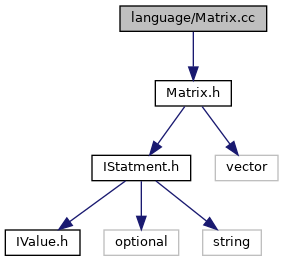 language/Matrix.cc
Matrix.h
IStatment.h
vector
IValue.h
optional
string